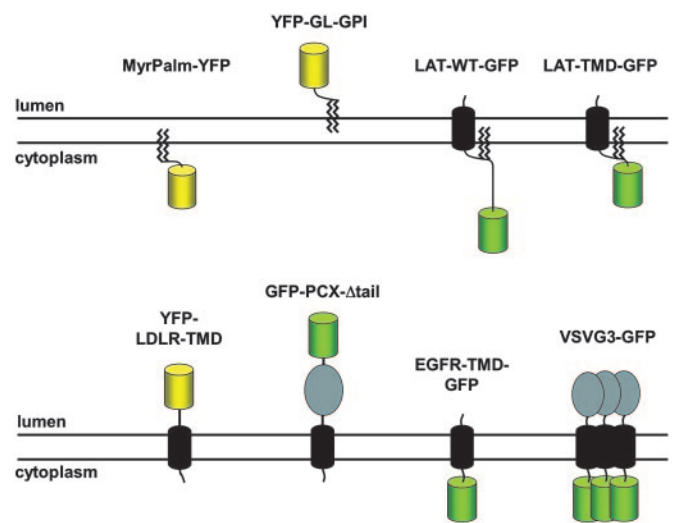 YFP-GL-GPI
MyrPalm-YFP
LAT-WT-GFP
LAT-TMD-GFP
lumen
cytoplasm
GFP-PCX-Δtail
YFP-
LDLR-TMD
EGFR-TMD-
GFP
VSVG3-GFP
lumen
cytoplasm